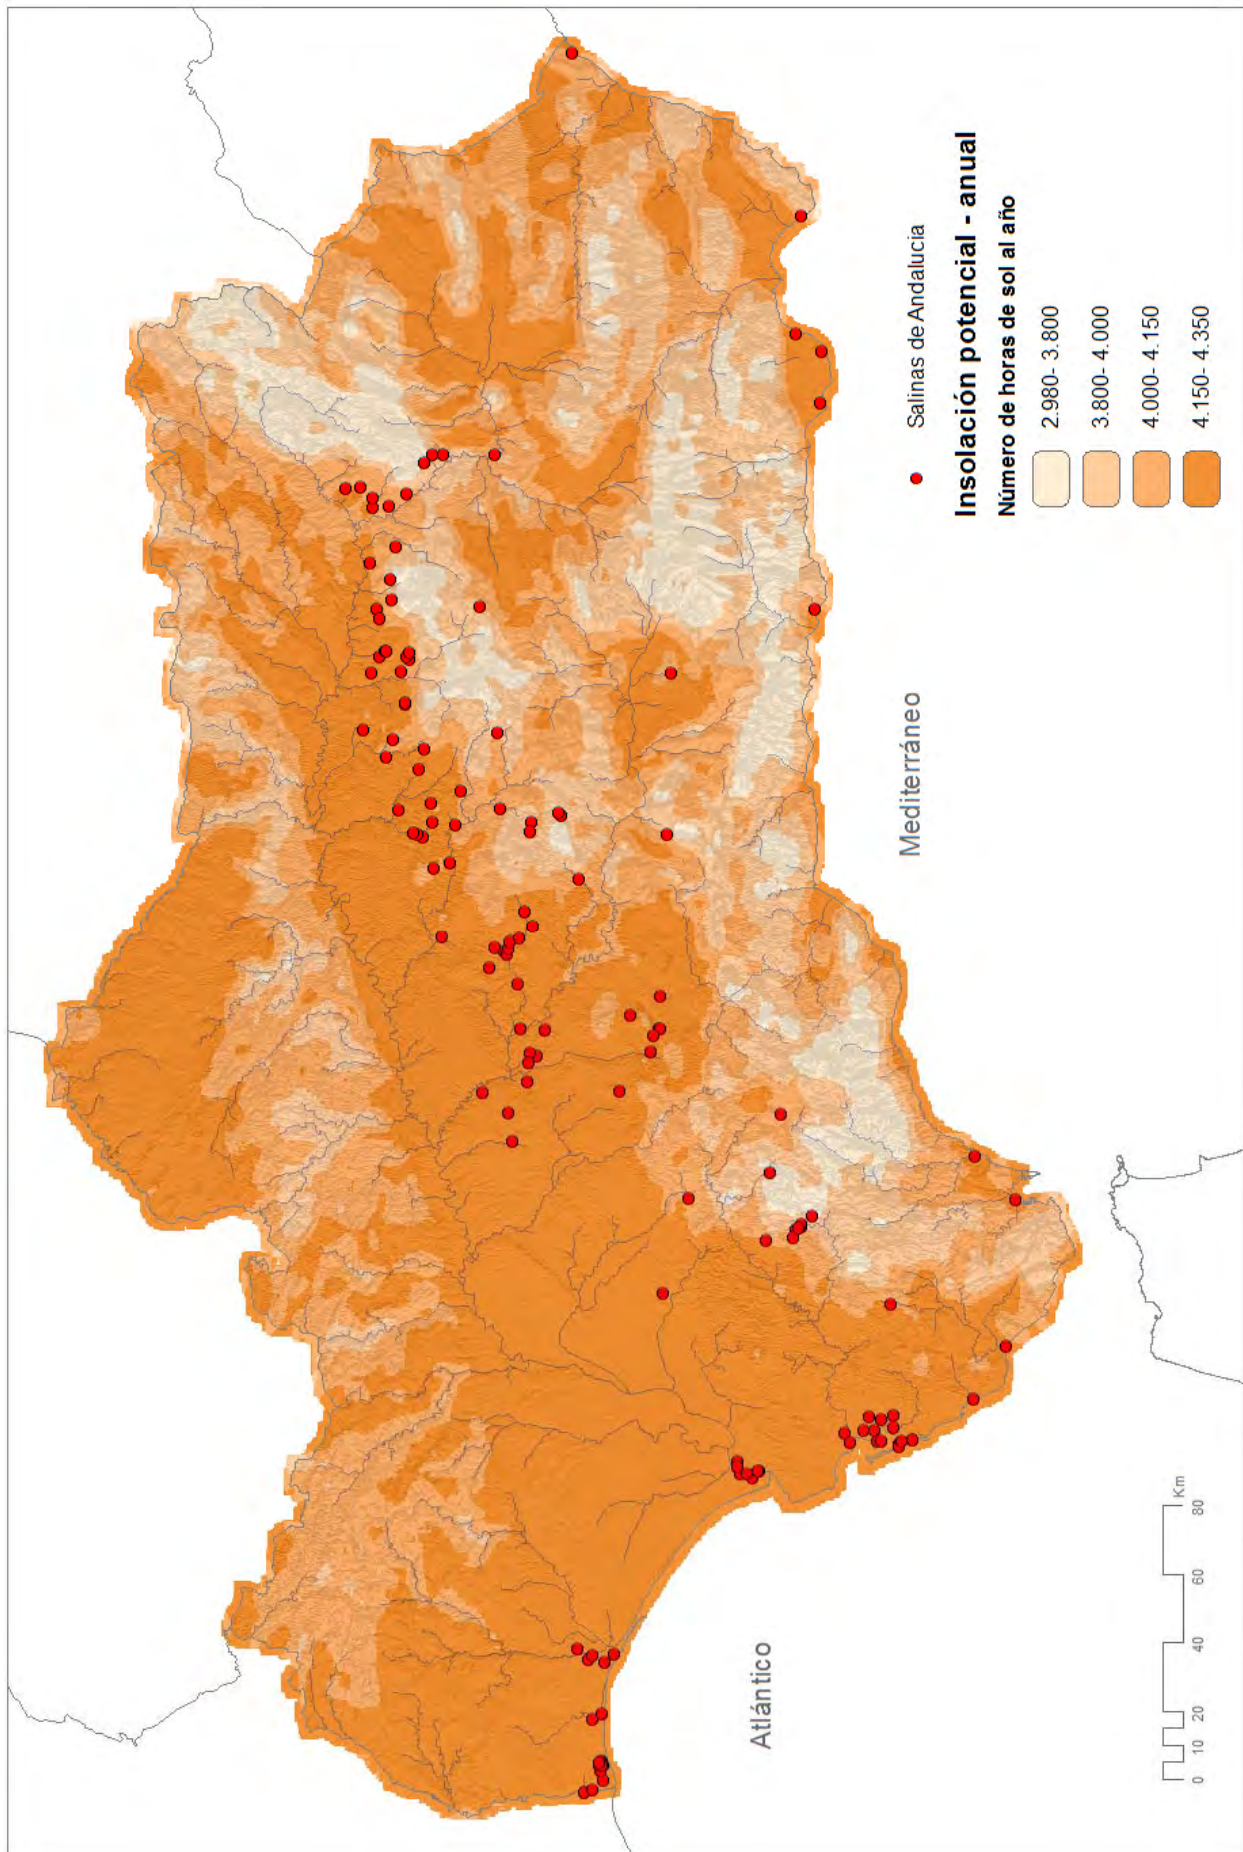 Salinas de Andalucia
Insolación potencial - anual
Número de horas de sol al año
2.980- 3.800
3.800- 4.000
4.000- 4.150
4.150- 4.350
Mediterráneo
Atlántico
Km
0 10 20 40 60 80